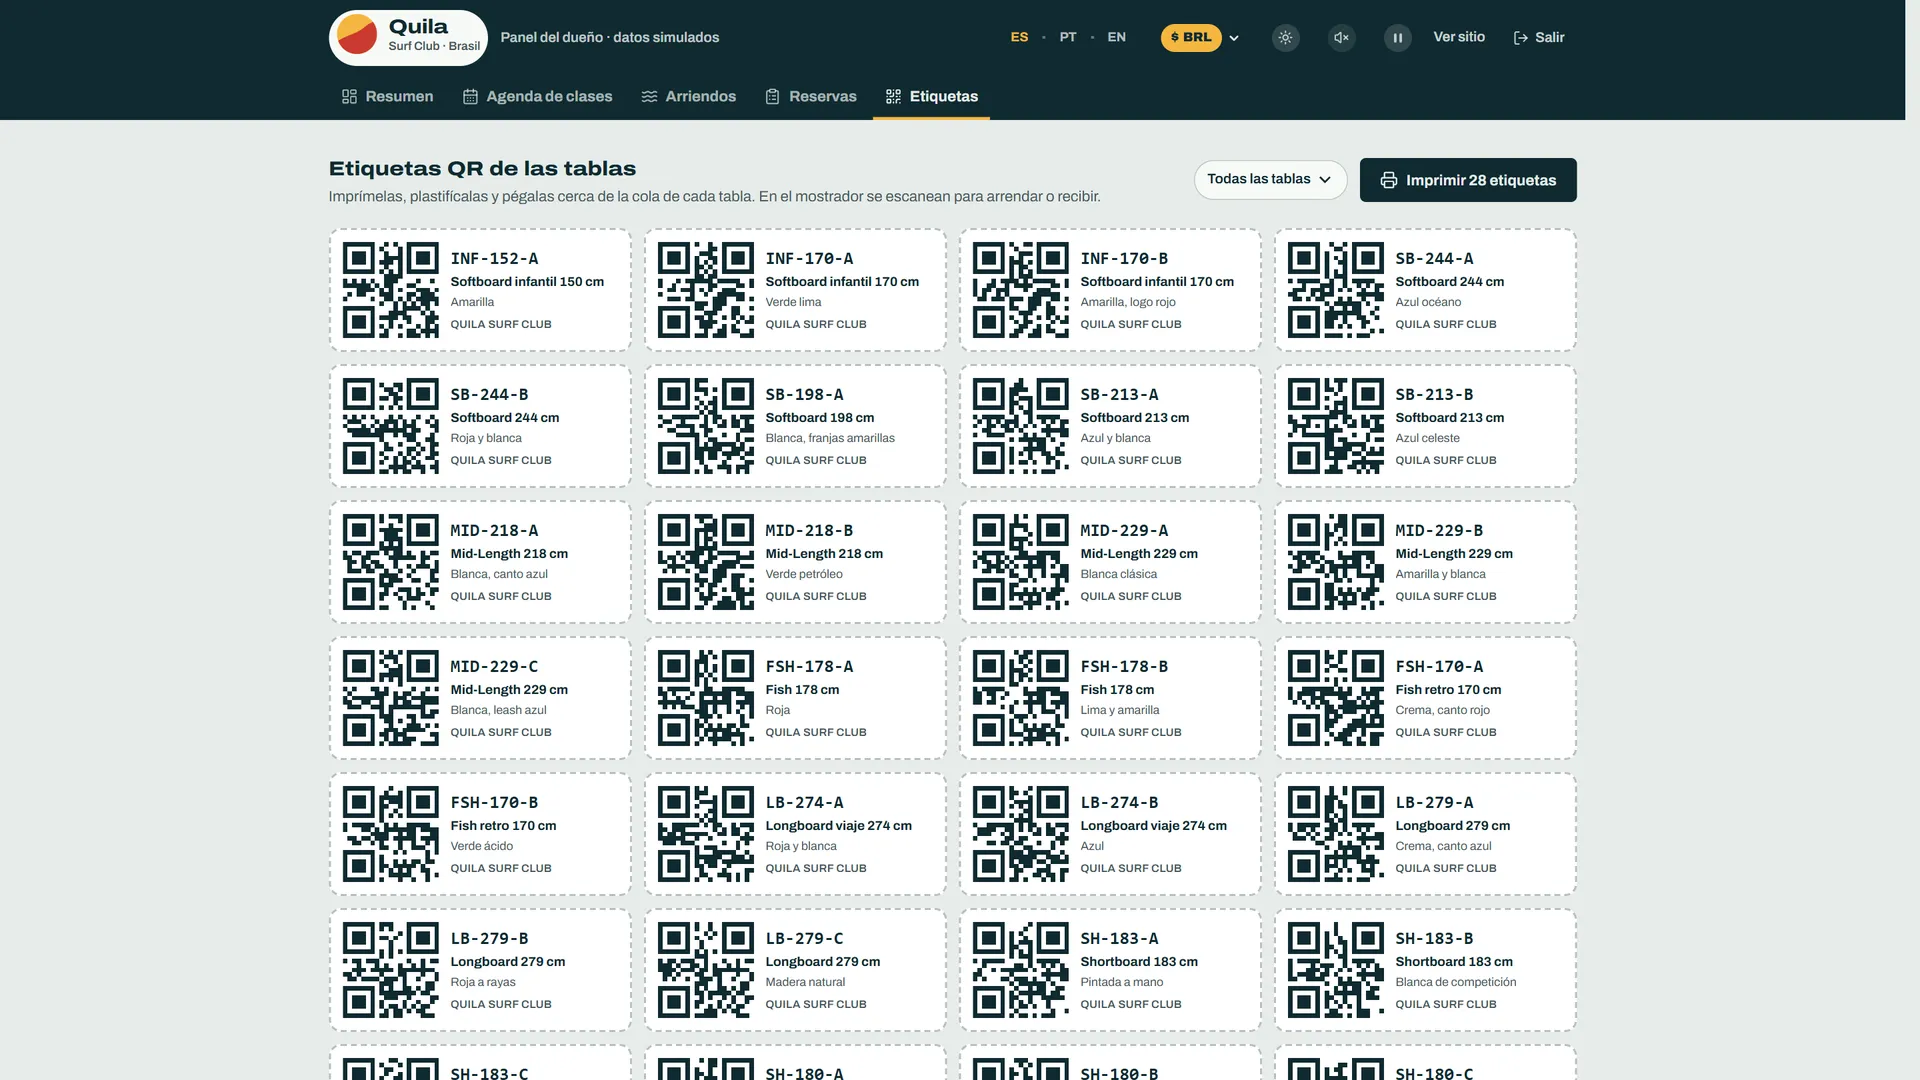 Quila
Surf Club · Brasil
Panel del dueño · datos simulados
ES · PT · EN
$ BRL
Ver sitio
Salir
Resumen
Agenda de clases
Arriendos
Reservas
Etiquetas
Etiquetas QR de las tablas
Imprímelas, plastifícalas y pégalas cerca de la cola de cada tabla. En el mostrador se escanean para arrendar o recibir.
Todas las tablas
Imprimir 28 etiquetas
INF-152-A
Softboard infantil 150 cm
Amarilla
QUILA SURF CLUB
INF-170-A
Softboard infantil 170 cm
Verde lima
QUILA SURF CLUB
INF-170-B
Softboard infantil 170 cm
Amarilla, logo rojo
QUILA SURF CLUB
SB-244-A
Softboard 244 cm
Azul océano
QUILA SURF CLUB
SB-244-B
Softboard 244 cm
Roja y blanca
QUILA SURF CLUB
SB-198-A
Softboard 198 cm
Blanca, franjas amarillas
QUILA SURF CLUB
SB-213-A
Softboard 213 cm
Azul y blanca
QUILA SURF CLUB
SB-213-B
Softboard 213 cm
Azul celeste
QUILA SURF CLUB
MID-218-A
Mid-Length 218 cm
Blanca, canto azul
QUILA SURF CLUB
MID-218-B
Mid-Length 218 cm
Verde petróleo
QUILA SURF CLUB
MID-229-A
Mid-Length 229 cm
Blanca clásica
QUILA SURF CLUB
MID-229-B
Mid-Length 229 cm
Amarilla y blanca
QUILA SURF CLUB
MID-229-C
Mid-Length 229 cm
Blanca, leash azul
QUILA SURF CLUB
FSH-178-A
Fish 178 cm
Roja
QUILA SURF CLUB
FSH-178-B
Fish 178 cm
Lima y amarilla
QUILA SURF CLUB
FSH-170-A
Fish retro 170 cm
Crema, canto rojo
QUILA SURF CLUB
FSH-170-B
Fish retro 170 cm
Verde ácido
QUILA SURF CLUB
LB-274-A
Longboard viaje 274 cm
Roja y blanca
QUILA SURF CLUB
LB-274-B
Longboard viaje 274 cm
Azul
QUILA SURF CLUB
LB-279-A
Longboard 279 cm
Crema, canto azul
QUILA SURF CLUB
LB-279-B
Longboard 279 cm
Roja a rayas
QUILA SURF CLUB
LB-279-C
Longboard 279 cm
Madera natural
QUILA SURF CLUB
SH-183-A
Shortboard 183 cm
Pintada a mano
QUILA SURF CLUB
SH-183-B
Shortboard 183 cm
Blanca de competición
QUILA SURF CLUB
SH-183-C
SH-180-A
SH-180-B
SH-180-C